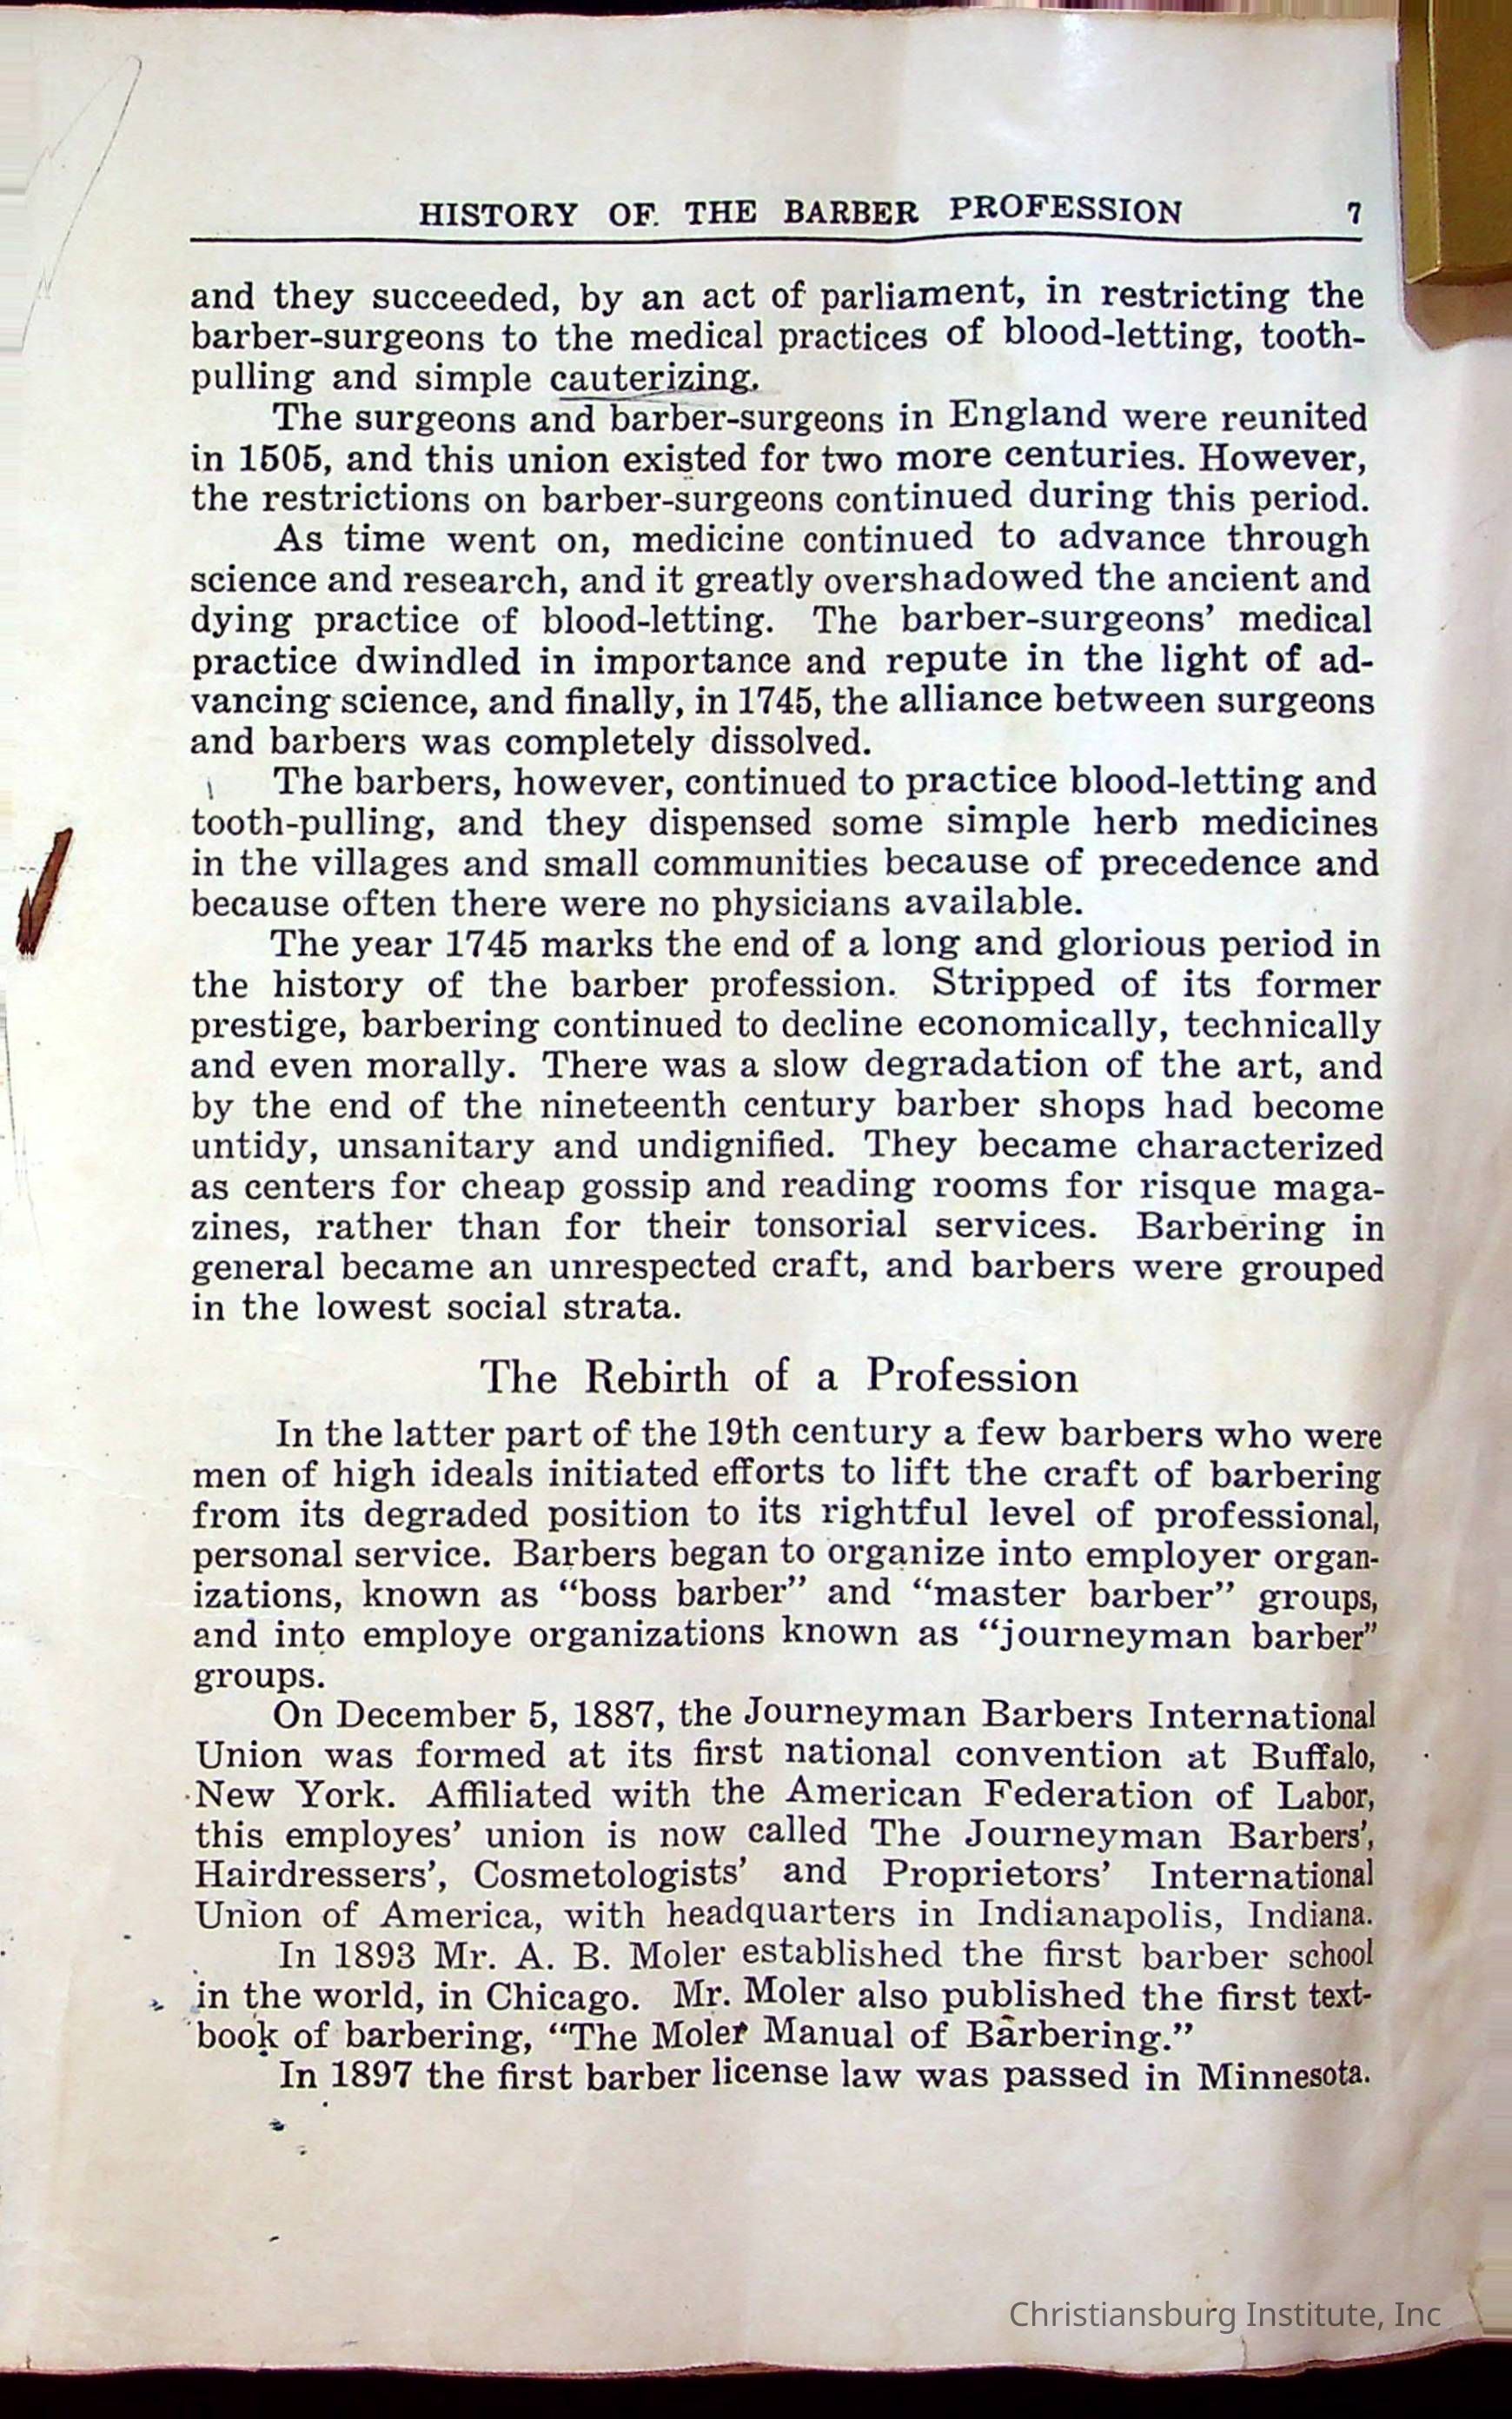 HISTORY OF THE BARBER PROFESSION 7
and they succeeded, by an act of parliament, in restricting the
barber-surgeons to the medical practices of blood-letting, tooth-
pulling and simple cauterizing.
The surgeons and barber-surgeons in England were reunited
in 1505, and this union existed for two more centuries. However,
the restrictions on barber-surgeons continued during this period.
As time went on, medicine continued to advance through
science and research, and it greatly overshadowed the ancient and
dying practice of blood-letting. The barber-surgeons' medical
practice dwindled in importance and repute in the light of ad-
vancing science, and finally, in 1745, the alliance between surgeons
and barbers was completely dissolved.
The barbers, however, continued to practice blood-letting and
tooth-pulling, and they dispensed some simple herb medicines
in the villages and small communities because of precedence and
because often there were no physicians available.
The year 1745 marks the end of a long and glorious period in
the history of the barber profession. Stripped of its former
prestige, barbering continued to decline economically, technically
and even morally. There was a slow degradation of the art, and
by the end of the nineteenth century barber shops had become
untidy, unsanitary and undignified. They became characterized
as centers for cheap gossip and reading rooms for risque maga-
zines, rather than for their tonsorial services. Barbering in
general became an unrespected craft, and barbers were grouped
in the lowest social strata.
The Rebirth of a Profession
In the latter part of the 19th century a few barbers who were
men of high ideals initiated efforts to lift the craft of barbering
from its degraded position to its rightful level of professional,
personal service. Barbers began to organize into employer organ-
izations, known as “boss barber” and “master barber” groups,
and into employe organizations known as “journeyman barber”
groups.
On December 5, 1887, the Journeyman Barbers International
Union was formed at its first national convention at Buffalo,
New York. Affiliated with the American Federation of Labor,
this employes' union is now called The Journeyman Barbers',
Hairdressers', Cosmetologists' and Proprietors' International
Union of America, with headquarters in Indianapolis, Indiana.
In 1893 Mr. A. B. Moler established the first barber school
in the world, in Chicago. Mr. Moler also published the first text-
book of barbering, “The Moler Manual of Barbering.”
In 1897 the first barber license law was passed in Minnesota.
Christiansburg Institute, Inc